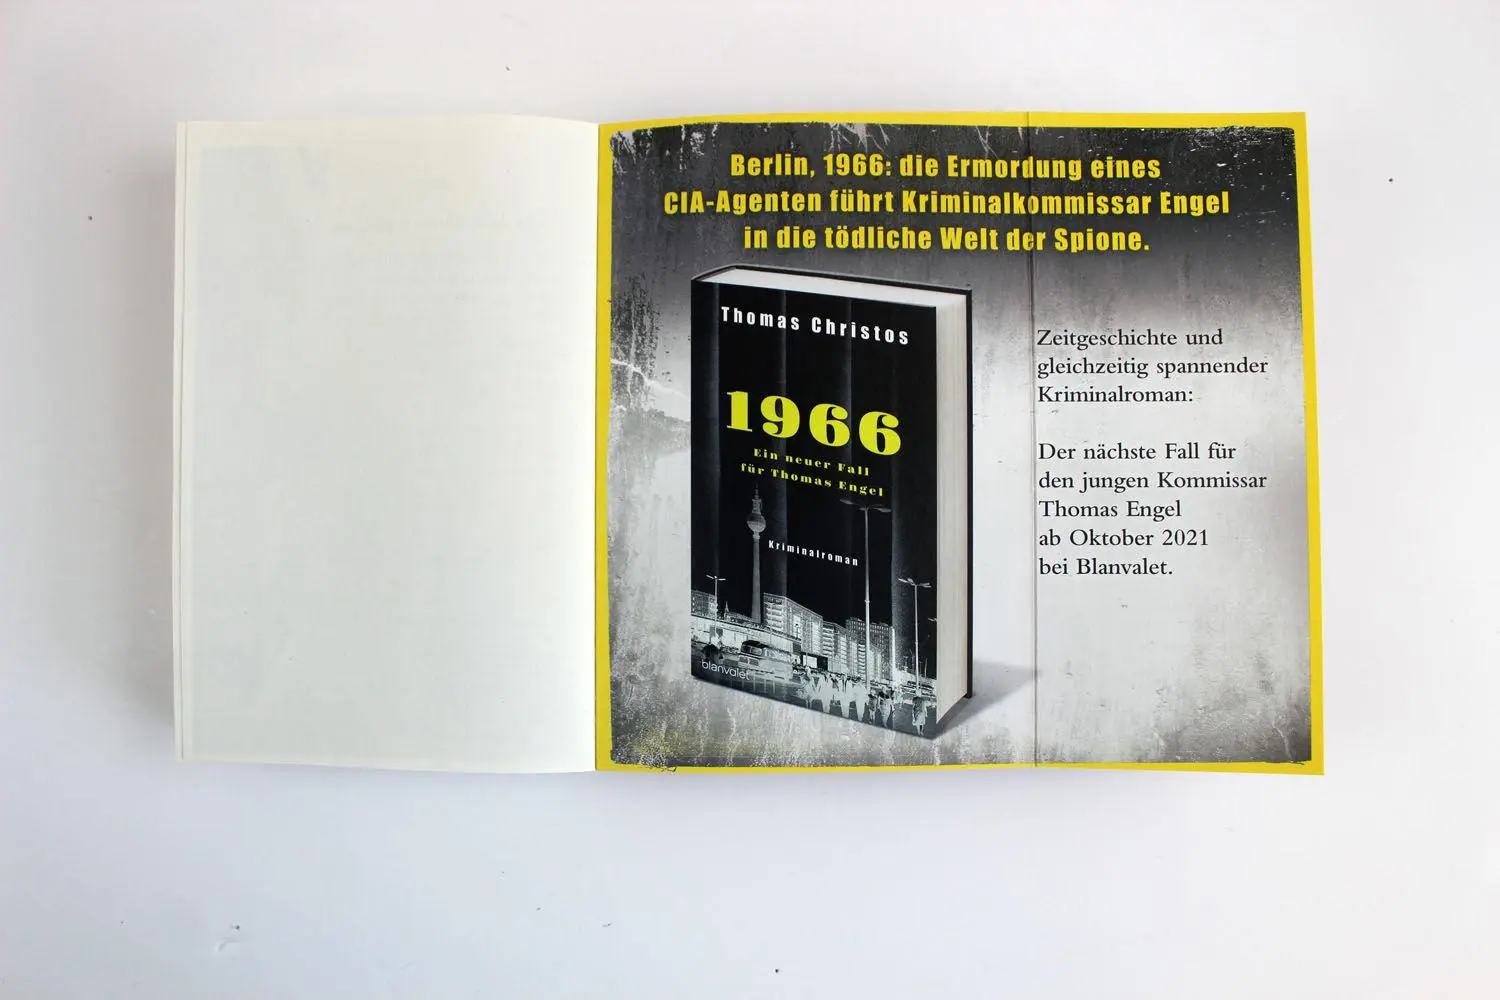 Berlin, 1966: die Ermordung eines
CIA-Agenten führt Kriminalkommissar Engel
in die tödliche Welt der Spione.
Thomas Christos
1966
Ein neuer Fall
für Thomas Engel
Kriminalroman
blanvalet
Zeitgeschichte und
gleichzeitig spannender
Kriminalroman:
Der nächste Fall für
den jungen Kommissar
Thomas Engel
ab Oktober 2021
bei Blanvalet.